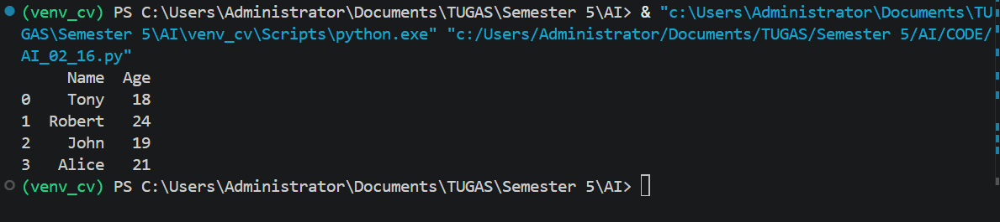 (venv_cv) PS C:\Users\Administrator\Documents\TUGAS\Semester 5\AI> & "c:\Users\Administrator\Documents\TU
GAS\Semester 5\AI\venv_cv\Scripts\python.exe" "c:/Users/Administrator/Documents/TUGAS/Semester 5/AI/CODE/
AI_02_16.py"
     Name  Age
0    Tony   18
1  Robert   24
2    John   19
3   Alice   21
(venv_cv) PS C:\Users\Administrator\Documents\TUGAS\Semester 5\AI>